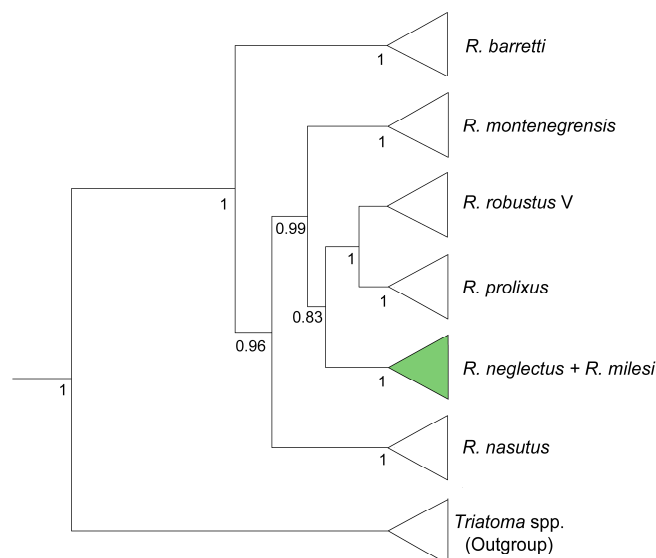 R. barretti
1
R. montenegrensis
1
R. robustus V
1
0.99
1
R. prolixus
1
0.83
0.96
R. neglectus + R. milesi
1
1
R. nasutus
1
Triatoma spp.
(Outgroup)